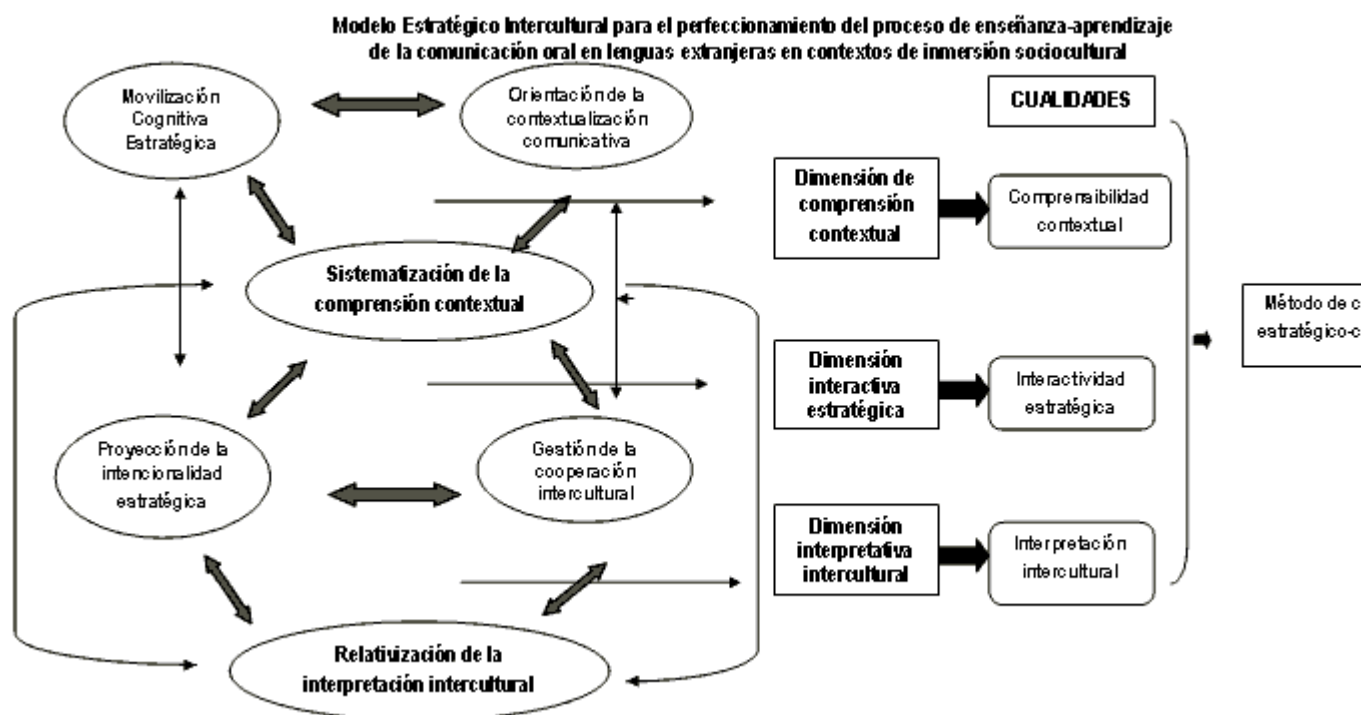 Modelo Estratégico Intercultural para el perfeccionamiento del proceso de enseñanza-aprendizaje
de la comunicación oral en lenguas extranjeras en contextos de inmersión sociocultural
Movilización
Cognitiva
Estratégica
Orientación de la
contextualización
comunicativa
CUALIDADES
Dimensión de
comprensión
contextual
Comprensibilidad
contextual
Sistematización de la
comprensión contextual
Método de c
estratégico-c
Dimensión
interactiva
estratégica
Interactividad
estratégica
Proyección de la
intencionalidad
estratégica
Gestión de la
cooperación
intercultural
Dimensión
interpretativa
intercultural
Interpretación
intercultural
Relativización de la
interpretación intercultural